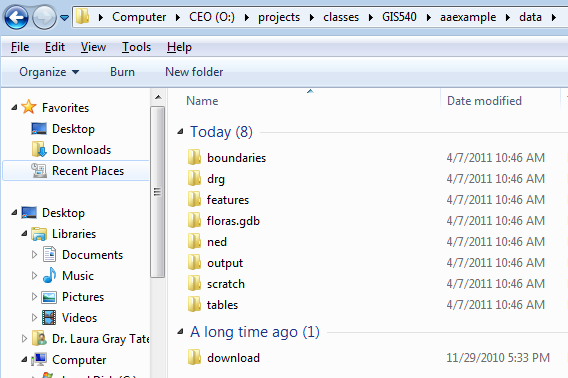 Computer ▸ CEO (O:) ▸ projects ▸ classes ▸ GIS540 ▸ aaexample ▸ data ▸
File Edit View Tools Help
Organize Burn New folder
Favorites
Desktop
Downloads
Recent Places
Desktop
Libraries
Documents
Music
Pictures
Videos
Dr. Laura Gray Tate
Computer
Name Date modified
Today (8)
boundaries 4/7/2011 10:46 AM
drg 4/7/2011 10:46 AM
features 4/7/2011 10:46 AM
floras.gdb 4/7/2011 10:46 AM
ned 4/7/2011 10:46 AM
output 4/7/2011 10:46 AM
scratch 4/7/2011 10:46 AM
tables 4/7/2011 10:46 AM
A long time ago (1)
download 11/29/2010 5:33 PM